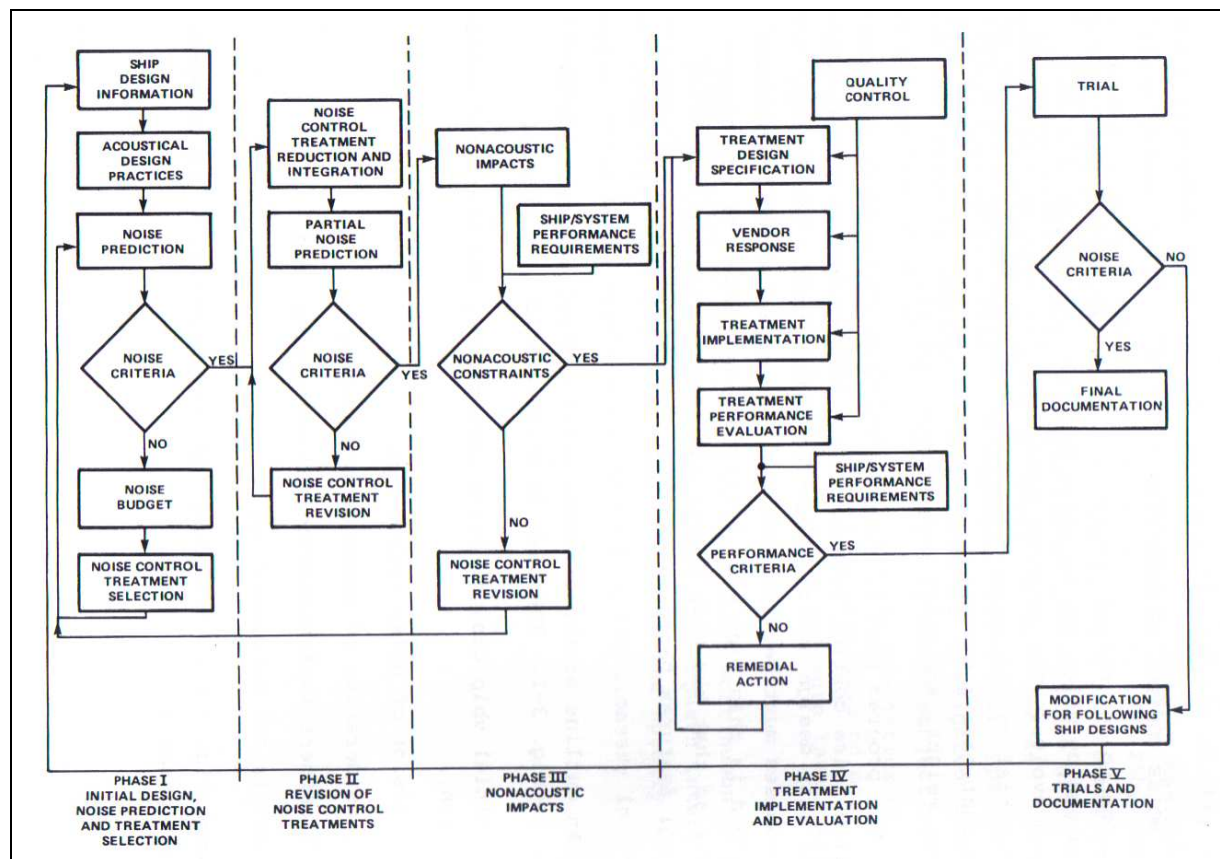 SHIP
DESIGN
INFORMATION
ACOUSTICAL
DESIGN
PRACTICES
NOISE
PREDICTION
NOISE
CRITERIA
YES
NO
NOISE
BUDGET
NOISE CONTROL
TREATMENT
SELECTION
PHASE I
INITIAL DESIGN,
NOISE PREDICTION
AND TREATMENT
SELECTION
NOISE
CONTROL
TREATMENT
REDUCTION AND
INTEGRATION
PARTIAL
NOISE
PREDICTION
NOISE
CRITERIA
YES
NO
NOISE CONTROL
TREATMENT
REVISION
PHASE II
REVISION OF
NOISE CONTROL
TREATMENTS
NONACOUSTIC
IMPACTS
SHIP/SYSTEM
PERFORMANCE
REQUIREMENTS
NONACOUSTIC
CONSTRAINTS
YES
NO
NOISE CONTROL
TREATMENT
REVISION
PHASE III
NONACOUSTIC
IMPACTS
QUALITY
CONTROL
TREATMENT
DESIGN
SPECIFICATION
VENDOR
RESPONSE
TREATMENT
IMPLEMENTATION
TREATMENT
PERFORMANCE
EVALUATION
SHIP/SYSTEM
PERFORMANCE
REQUIREMENTS
PERFORMANCE
CRITERIA
YES
NO
REMEDIAL
ACTION
PHASE IV
TREATMENT
IMPLEMENTATION
AND EVALUATION
TRIAL
NOISE
CRITERIA
NO
YES
FINAL
DOCUMENTATION
MODIFICATION
FOR FOLLOWING
SHIP DESIGNS
PHASE V
TRIALS AND
DOCUMENTATION